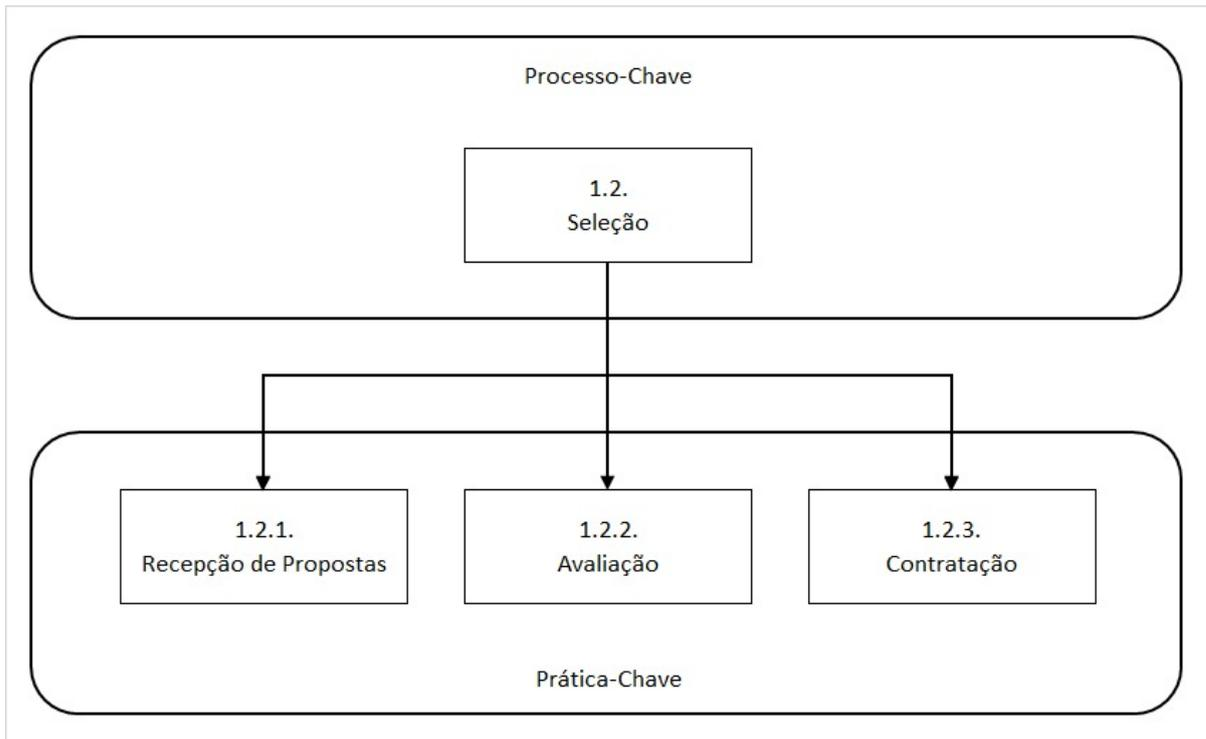 Processo-Chave
1.2.
Seleção
1.2.1.
Recepção de Propostas
1.2.2.
Avaliação
1.2.3.
Contratação
Prática-Chave